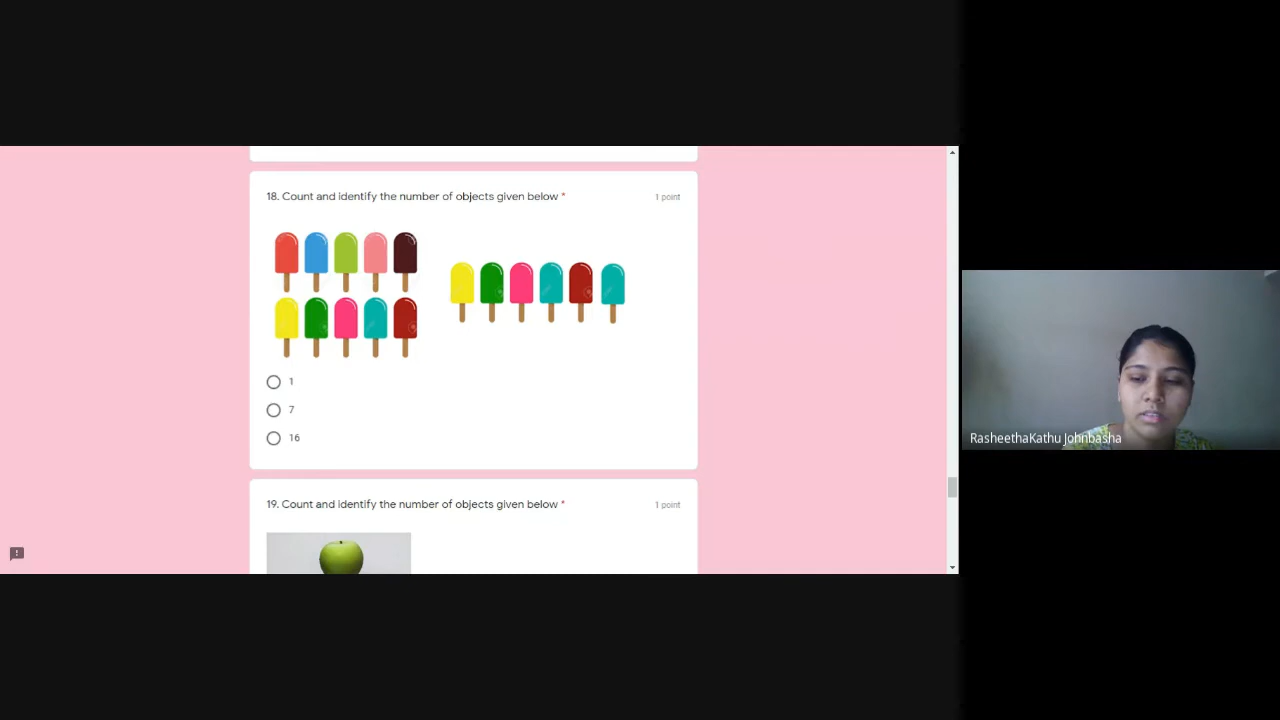 18. Count and identify the number of objects given below *
1 point
1
7
16
19. Count and identify the number of objects given below *
1 point
RasheethaKathu Johnbasha